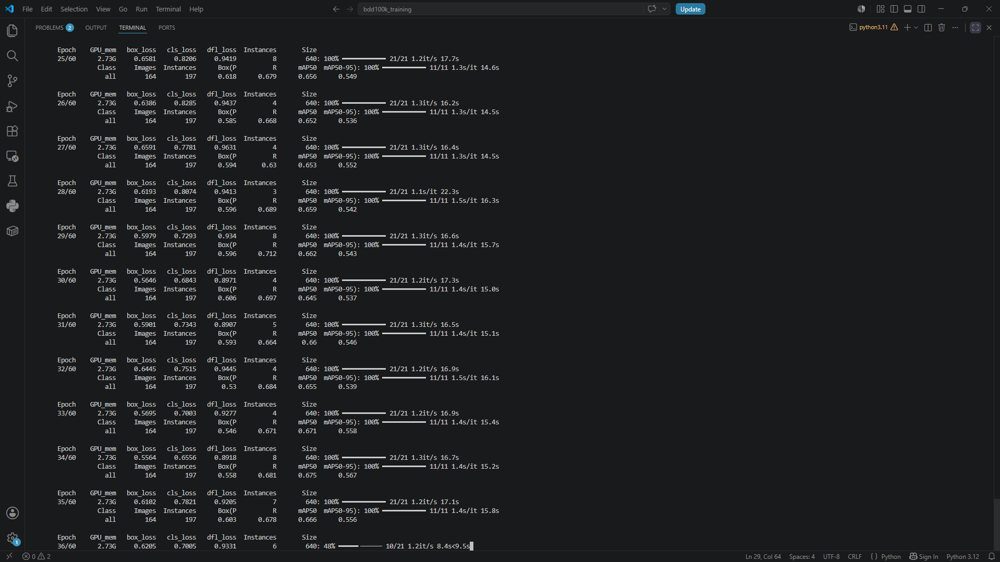 File Edit Selection View Go Run Terminal Help bdd100k_training Update
PROBLEMS 2 OUTPUT TERMINAL PORTS python3.11
Epoch GPU_mem box_loss cls_loss dfl_loss Instances Size
25/60 2.73G 0.6581 0.8206 0.9419 8 640: 100% 21/21 1.2it/s 17.7s
Class Images Instances Box(P R mAP50 mAP50-95): 100% 11/11 1.3s/it 14.6s
all 164 197 0.618 0.679 0.656 0.549
Epoch GPU_mem box_loss cls_loss dfl_loss Instances Size
26/60 2.73G 0.6386 0.8285 0.9437 4 640: 100% 21/21 1.3it/s 16.2s
Class Images Instances Box(P R mAP50 mAP50-95): 100% 11/11 1.3s/it 14.5s
all 164 197 0.585 0.668 0.652 0.536
Epoch GPU_mem box_loss cls_loss dfl_loss Instances Size
27/60 2.73G 0.6591 0.7781 0.9631 4 640: 100% 21/21 1.3it/s 16.4s
Class Images Instances Box(P R mAP50 mAP50-95): 100% 11/11 1.3s/it 14.5s
all 164 197 0.594 0.63 0.653 0.552
Epoch GPU_mem box_loss cls_loss dfl_loss Instances Size
28/60 2.73G 0.6193 0.8074 0.9413 3 640: 100% 21/21 1.1s/it 22.3s
Class Images Instances Box(P R mAP50 mAP50-95): 100% 11/11 1.5s/it 16.3s
all 164 197 0.596 0.689 0.659 0.542
Epoch GPU_mem box_loss cls_loss dfl_loss Instances Size
29/60 2.73G 0.5979 0.7293 0.934 8 640: 100% 21/21 1.3it/s 16.6s
Class Images Instances Box(P R mAP50 mAP50-95): 100% 11/11 1.4s/it 15.7s
all 164 197 0.596 0.712 0.662 0.543
Epoch GPU_mem box_loss cls_loss dfl_loss Instances Size
30/60 2.73G 0.5646 0.6843 0.8971 4 640: 100% 21/21 1.2it/s 17.3s
Class Images Instances Box(P R mAP50 mAP50-95): 100% 11/11 1.4s/it 15.0s
all 164 197 0.606 0.697 0.645 0.537
Epoch GPU_mem box_loss cls_loss dfl_loss Instances Size
31/60 2.73G 0.5901 0.7343 0.8907 5 640: 100% 21/21 1.3it/s 16.5s
Class Images Instances Box(P R mAP50 mAP50-95): 100% 11/11 1.4s/it 15.1s
all 164 197 0.593 0.664 0.66 0.546
Epoch GPU_mem box_loss cls_loss dfl_loss Instances Size
32/60 2.73G 0.6445 0.7515 0.9445 4 640: 100% 21/21 1.2it/s 16.9s
Class Images Instances Box(P R mAP50 mAP50-95): 100% 11/11 1.5s/it 16.1s
all 164 197 0.53 0.684 0.655 0.539
Epoch GPU_mem box_loss cls_loss dfl_loss Instances Size
33/60 2.73G 0.5695 0.7003 0.9277 4 640: 100% 21/21 1.2it/s 16.9s
Class Images Instances Box(P R mAP50 mAP50-95): 100% 11/11 1.4s/it 15.4s
all 164 197 0.546 0.671 0.671 0.558
Epoch GPU_mem box_loss cls_loss dfl_loss Instances Size
34/60 2.73G 0.5564 0.6556 0.8918 8 640: 100% 21/21 1.3it/s 16.7s
Class Images Instances Box(P R mAP50 mAP50-95): 100% 11/11 1.4s/it 15.2s
all 164 197 0.558 0.681 0.675 0.567
Epoch GPU_mem box_loss cls_loss dfl_loss Instances Size
35/60 2.73G 0.6102 0.7821 0.9205 7 640: 100% 21/21 1.2it/s 17.1s
Class Images Instances Box(P R mAP50 mAP50-95): 100% 11/11 1.4s/it 15.8s
all 164 197 0.603 0.678 0.666 0.556
Epoch GPU_mem box_loss cls_loss dfl_loss Instances Size
36/60 2.73G 0.6205 0.7005 0.9331 6 640: 48% 10/21 1.2it/s 8.4s<9.5s
1
0 2 Ln 29, Col 64 Spaces: 4 UTF-8 CRLF { } Python Sign In Python 3.12